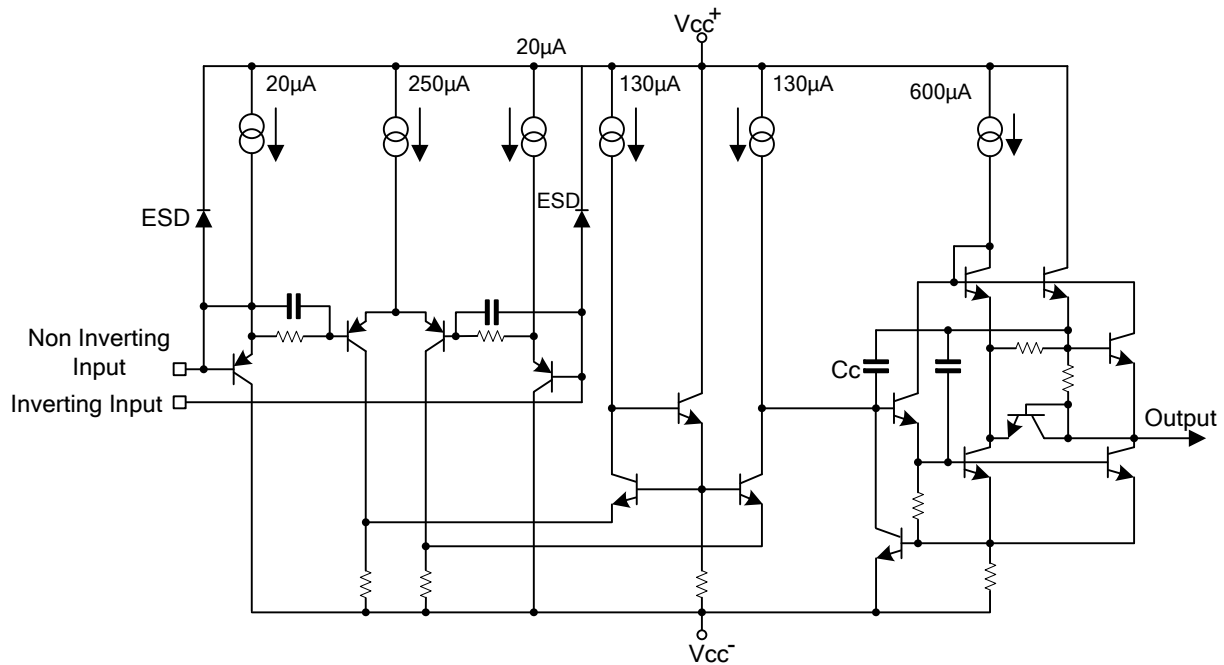 Vcc+
20µA
20µA
250µA
130µA
130µA
600µA
ESD
ESD
Non Inverting
Input
Inverting Input
Cc
Output
Vcc-